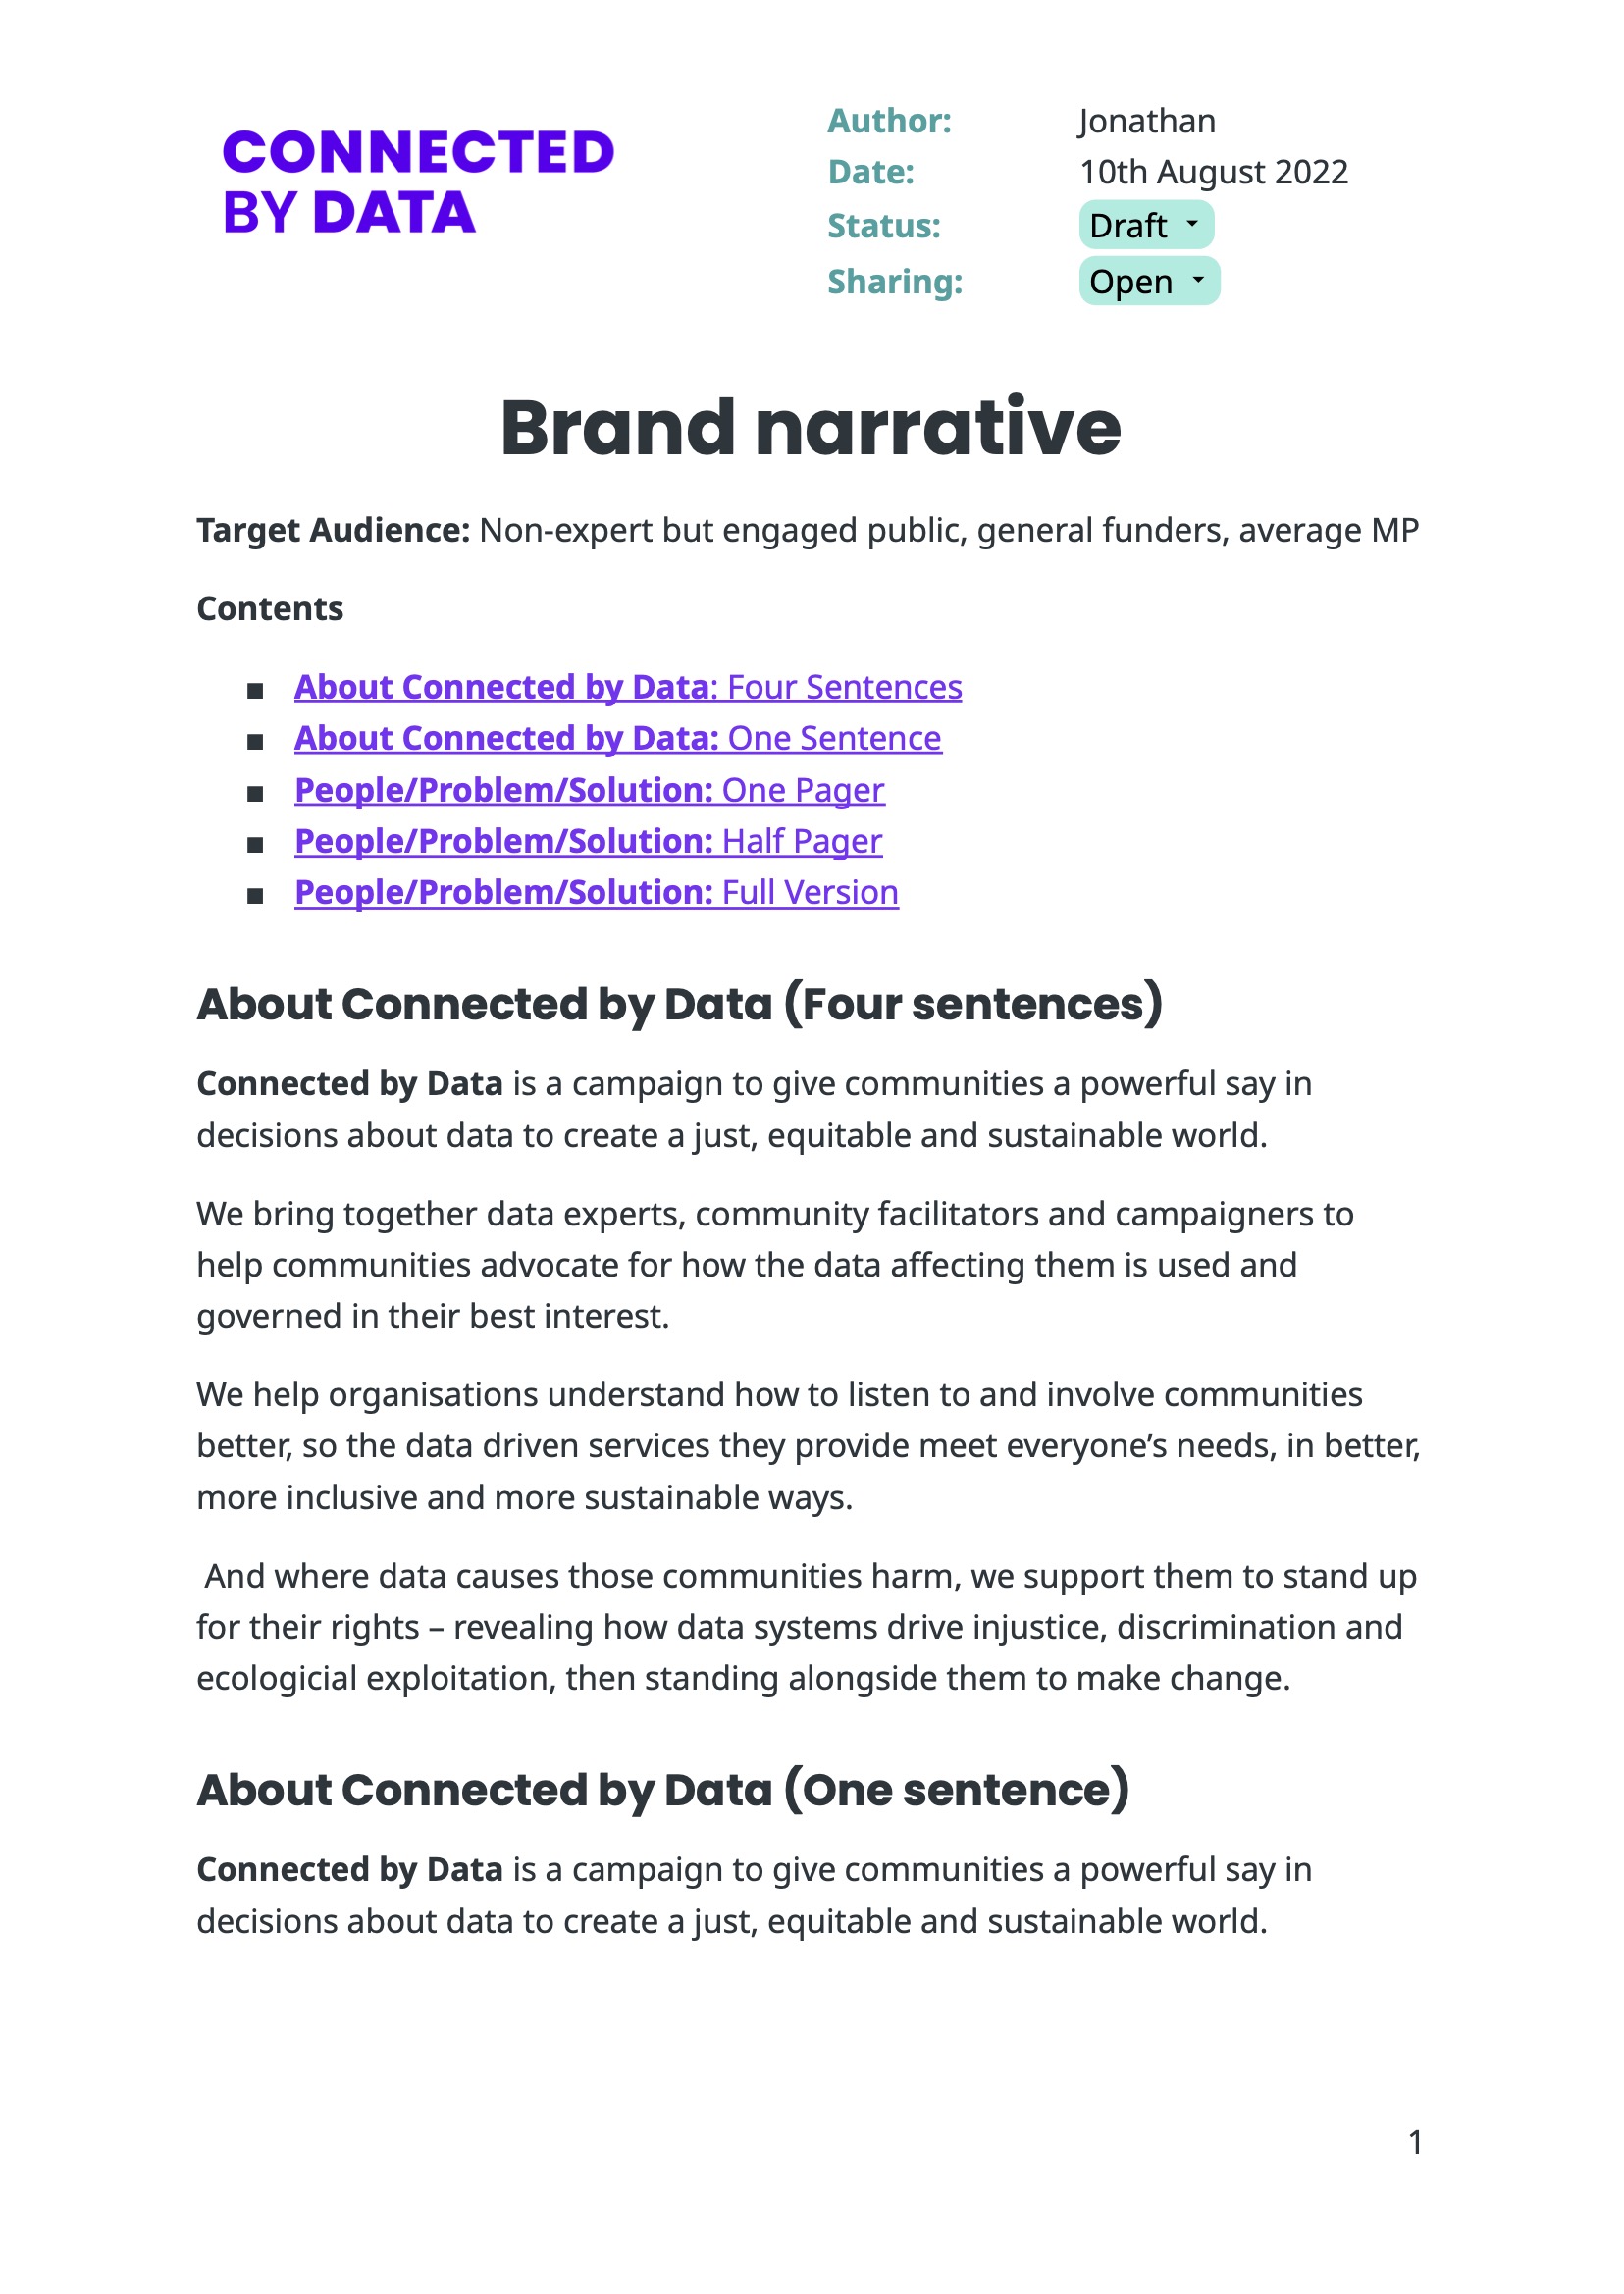 CONNECTED
BY DATA
Author: Jonathan
Date: 10th August 2022
Status: Draft
Sharing: Open
Brand narrative
Target Audience: Non-expert but engaged public, general funders, average MP
Contents
■ About Connected by Data: Four Sentences
■ About Connected by Data: One Sentence
■ People/Problem/Solution: One Pager
■ People/Problem/Solution: Half Pager
■ People/Problem/Solution: Full Version
About Connected by Data (Four sentences)
Connected by Data is a campaign to give communities a powerful say in
decisions about data to create a just, equitable and sustainable world.
We bring together data experts, community facilitators and campaigners to
help communities advocate for how the data affecting them is used and
governed in their best interest.
We help organisations understand how to listen to and involve communities
better, so the data driven services they provide meet everyone’s needs, in better,
more inclusive and more sustainable ways.
And where data causes those communities harm, we support them to stand up
for their rights – revealing how data systems drive injustice, discrimination and
ecologicial exploitation, then standing alongside them to make change.
About Connected by Data (One sentence)
Connected by Data is a campaign to give communities a powerful say in
decisions about data to create a just, equitable and sustainable world.
1